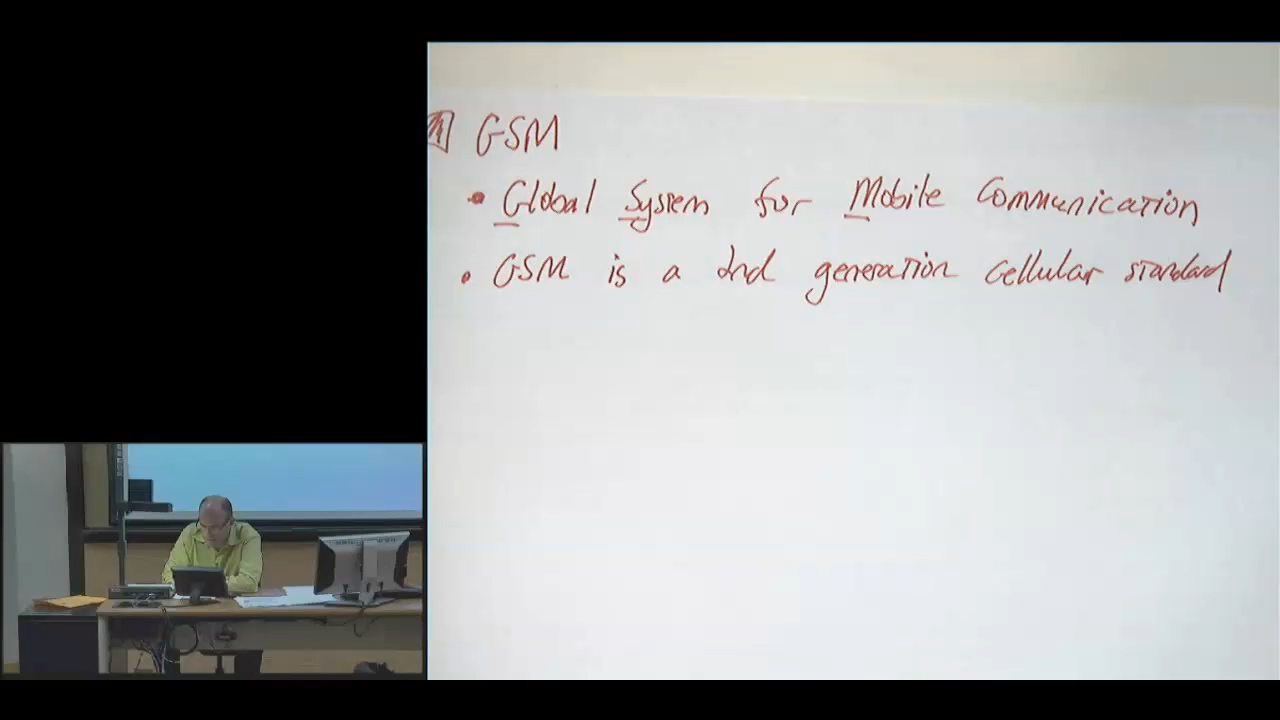 GSM
• Global System for Mobile Communication
• GSM is a 2nd generation cellular standard